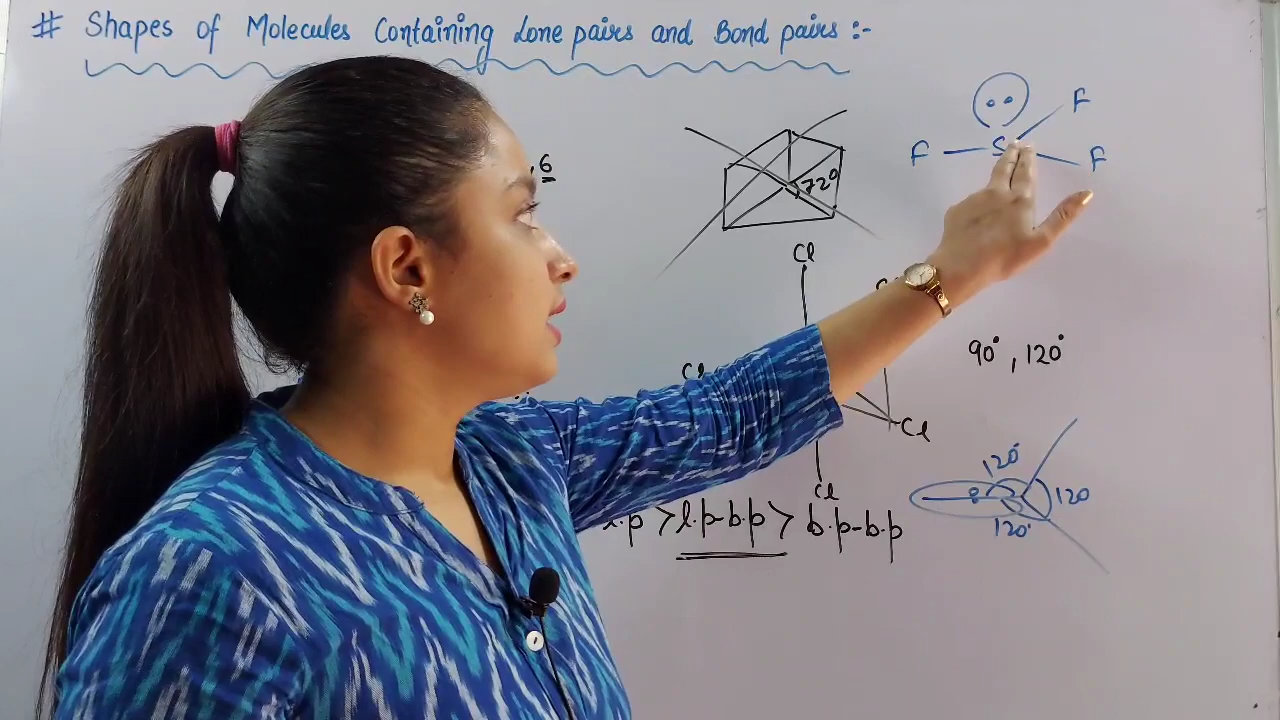 # Shapes of Molecules Containing Lone pairs and Bond pairs :-
, 6
72°
F
S
F
F
Cl
Cl
90°, 120°
Cl
120°
120
120°
Cl
l.p > l.p-b.p > b.p-b.p